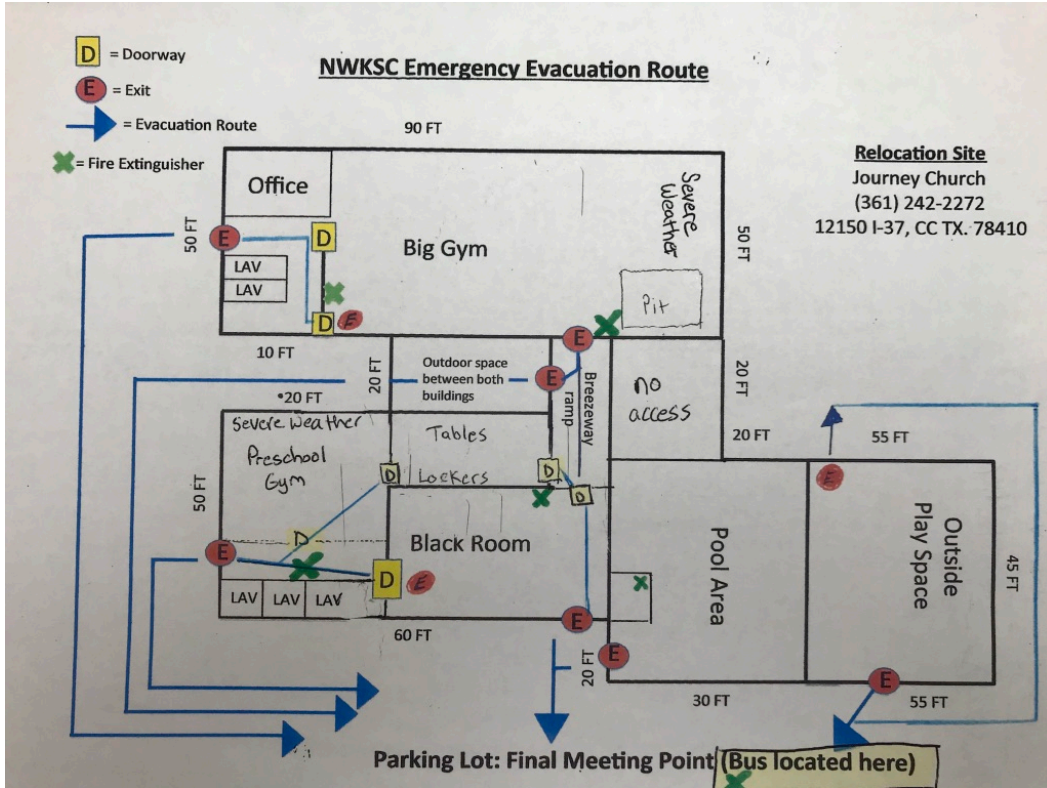 NWKSC Emergency Evacuation Route
D = Doorway
E = Exit
= Evacuation Route
= Fire Extinguisher
90 FT
Relocation Site
Journey Church
(361) 242-2272
12150 I-37, CC TX. 78410
Office
50 FT
E
D
Big Gym
Severe
Weather
50 FT
LAV
LAV
Pit
D
E
E
10 FT
20 FT
Outdoor space
between both
buildings
E
Breezeway
ramp
no
access
20 FT
•20 FT
20 FT
55 FT
Severe Weather
Preschool
Gym
Tables
Lockers
D
D
D
E
50 FT
D
Black Room
Pool Area
Outside
Play Space
45 FT
E
D
E
LAV
LAV
LAV
60 FT
E
20 FT
E
E
30 FT
55 FT
Parking Lot: Final Meeting Point (Bus located here)